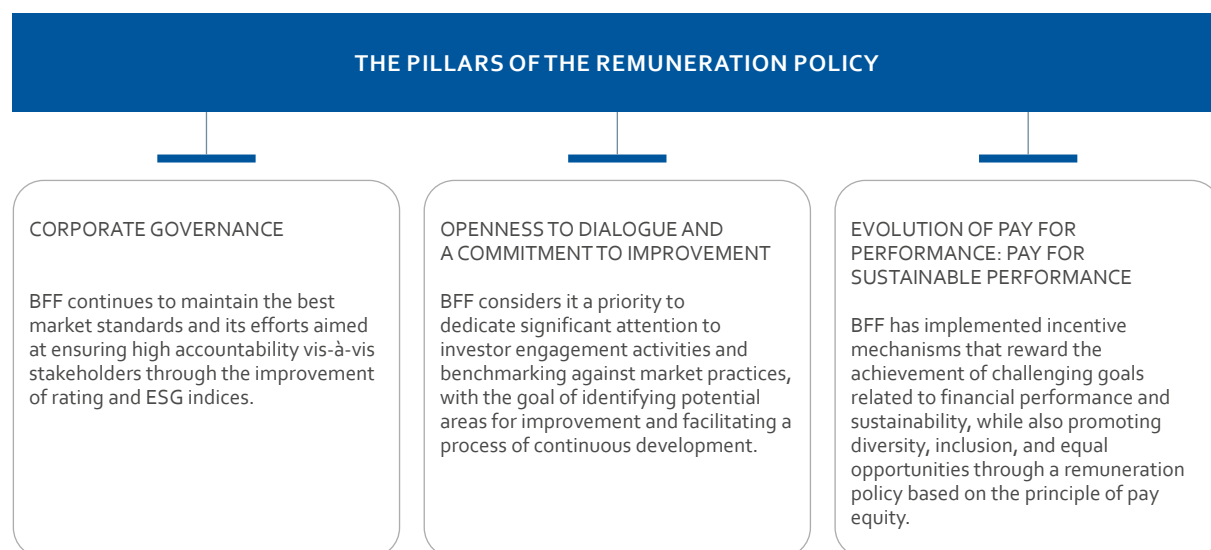 THE PILLARS OF THE REMUNERATION POLICY
CORPORATE GOVERNANCE
BFF continues to maintain the best
market standards and its efforts aimed
at ensuring high accountability vis-à-vis
stakeholders through the improvement
of rating and ESG indices.
OPENNESS TO DIALOGUE AND
A COMMITMENT TO IMPROVEMENT
BFF considers it a priority to
dedicate significant attention to
investor engagement activities and
benchmarking against market practices,
with the goal of identifying potential
areas for improvement and facilitating a
process of continuous development.
EVOLUTION OF PAY FOR
PERFORMANCE: PAY FOR
SUSTAINABLE PERFORMANCE
BFF has implemented incentive
mechanisms that reward the
achievement of challenging goals
related to financial performance and
sustainability, while also promoting
diversity, inclusion, and equal
opportunities through a remuneration
policy based on the principle of pay
equity.